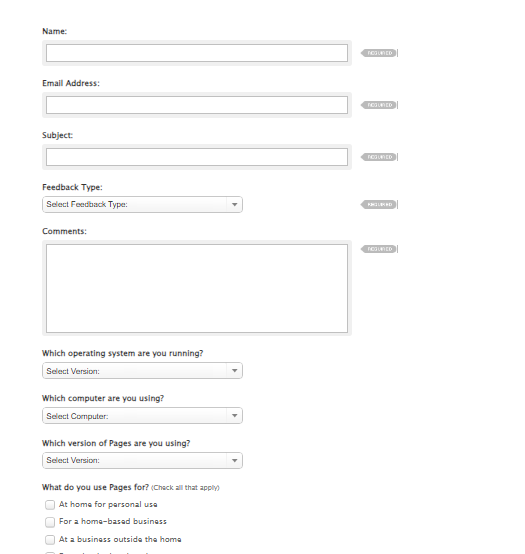 Name:
REQUIRED
Email Address:
REQUIRED
Subject:
REQUIRED
Feedback Type:
Select Feedback Type:
REQUIRED
Comments:
REQUIRED
Which operating system are you running?
Select Version:
Which computer are you using?
Select Computer:
Which version of Pages are you using?
Select Version:
What do you use Pages for? (Check all that apply)
At home for personal use
For a home-based business
At a business outside the home